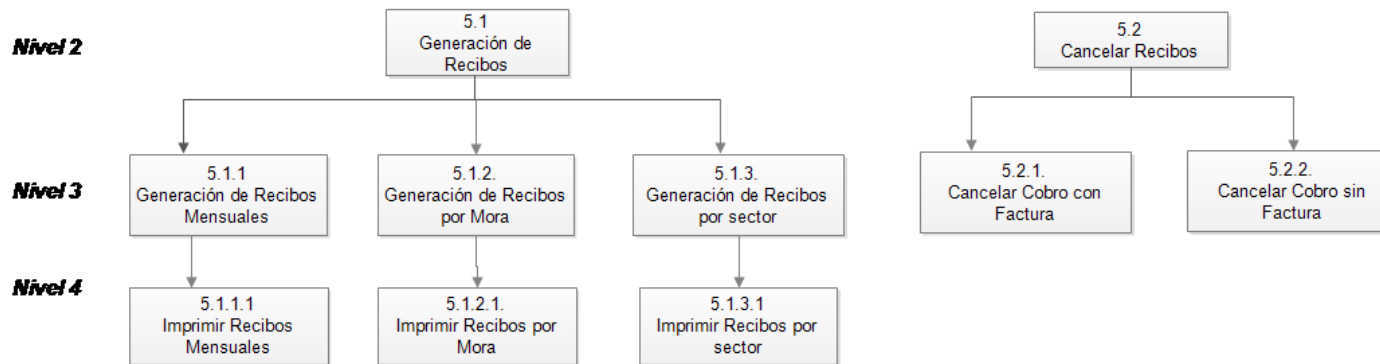 Nivel 2
5.1
Generación de
Recibos
5.2
Cancelar Recibos
Nivel 3
5.1.1
Generación de Recibos
Mensuales
5.1.2.
Generación de Recibos
por Mora
5.1.3.
Generación de Recibos
por sector
5.2.1.
Cancelar Cobro con
Factura
5.2.2.
Cancelar Cobro sin
Factura
Nivel 4
5.1.1.1
Imprimir Recibos
Mensuales
5.1.2.1.
Imprimir Recibos por
Mora
5.1.3.1
Imprimir Recibos por
sector